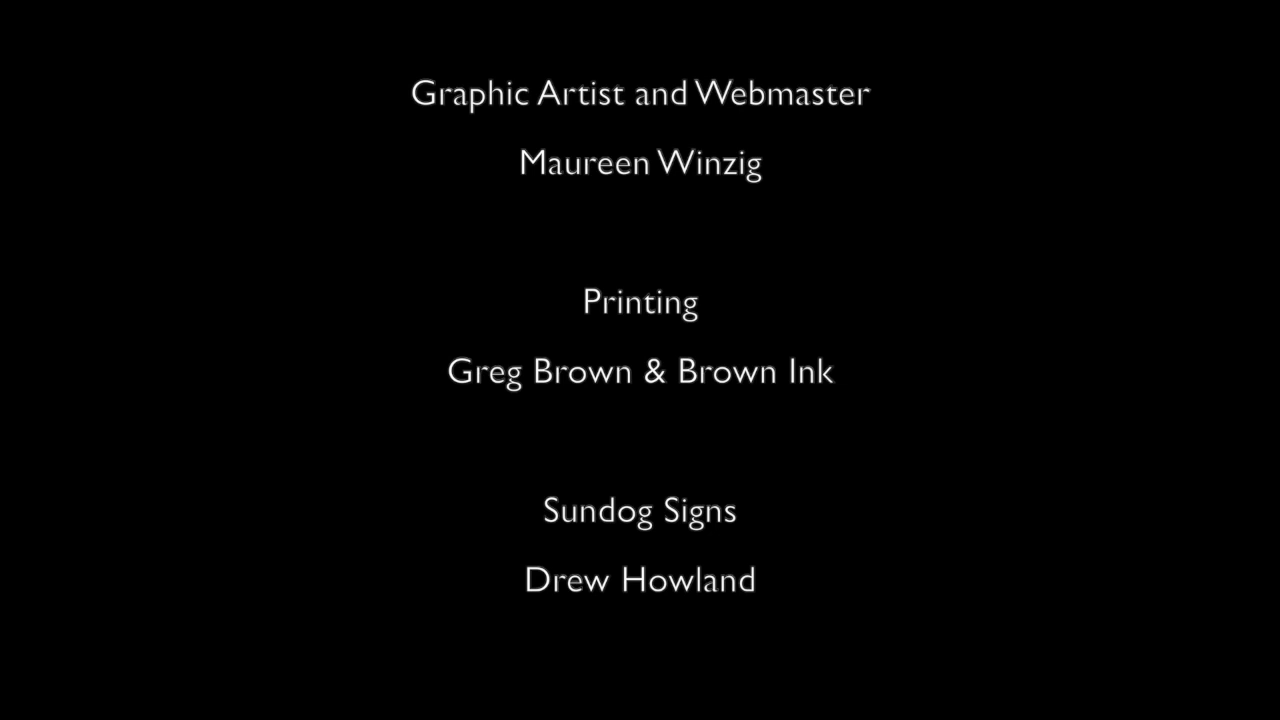 Graphic Artist and Webmaster
Maureen Winzig
Printing
Greg Brown & Brown Ink
Sundog Signs
Drew Howland